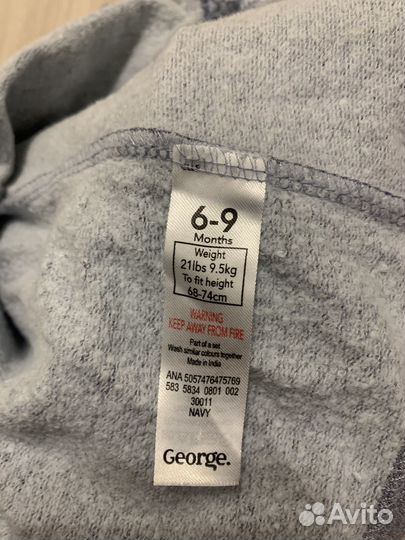 6-9
Months
Weight
21lbs 9.5kg
To fit height
68-74cm
WARNING
KEEP AWAY FROM FIRE
Part of a set
Wash similar colours together
Made in India
ANA 5057476475769
583 5834 0801 002
30011
NAVY
George.
Avito